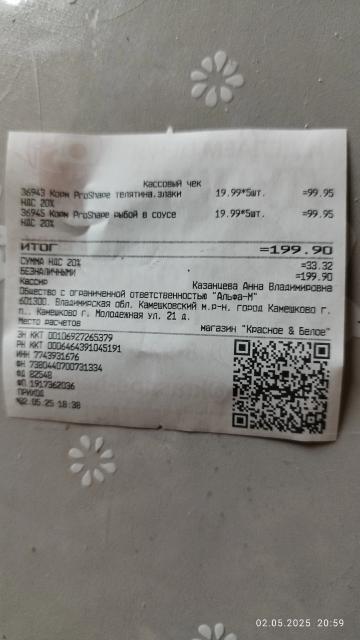 Кассовый чек
36943 Корм ProShape телятина.злаки 19.99*5шт. =99.95
НДС 20%
36945 Корм ProShape рыбой в соусе 19.99*5шт. =99.95
НДС 20%
ИТОГ =199.90
СУММА НДС 20% =33.32
БЕЗНАЛИЧНЫМИ =199.90
Кассир Казанцева Анна Владимировна
Общество с ограниченной ответственностью "Альфа-М"
601300. Владимирская обл. Камешковский м.р-н. город Камешково г.
п.. Камешково г. Молодежная ул. 21 д.
Место расчетов магазин "Красное & Белое"
ЗН ККТ 00106927265379
РН ККТ 0006464391045191
ИНН 7743931676
ФН 7380440700731334
ФД 82548
ФП 1917362036
ПРИХОД
02.05.25 18:38
02.05.2025 20:59